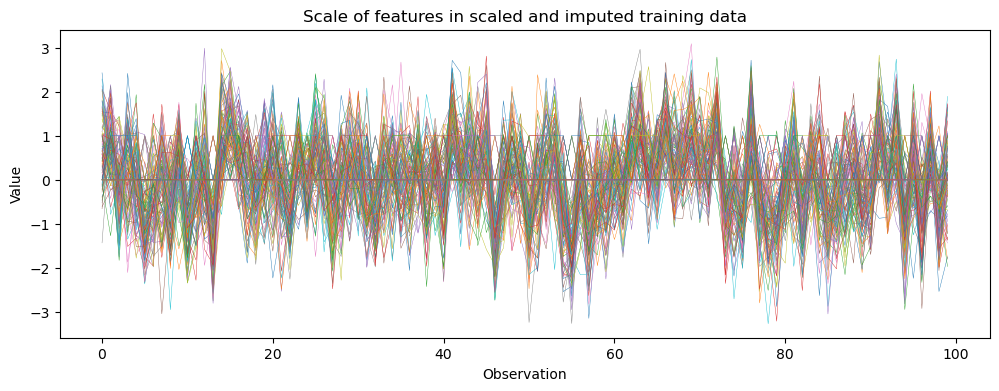 Scale of features in scaled and imputed training data
Value
3
2
1
0
−1
−2
−3
0 20 40 60 80 100
Observation